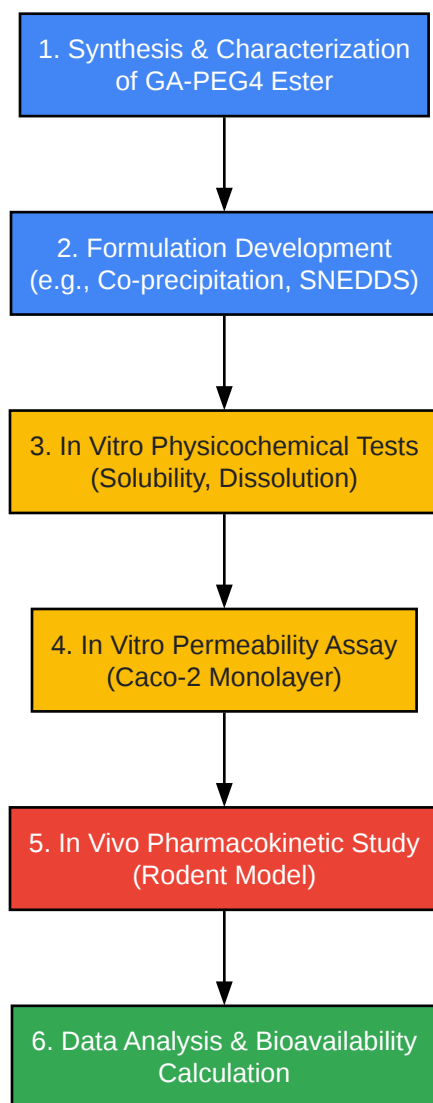 1. Synthesis & Characterization
of GA-PEG4 Ester
2. Formulation Development
(e.g., Co-precipitation, SNEDDS)
3. In Vitro Physicochemical Tests
(Solubility, Dissolution)
4. In Vitro Permeability Assay
(Caco-2 Monolayer)
5. In Vivo Pharmacokinetic Study
(Rodent Model)
6. Data Analysis & Bioavailability
Calculation